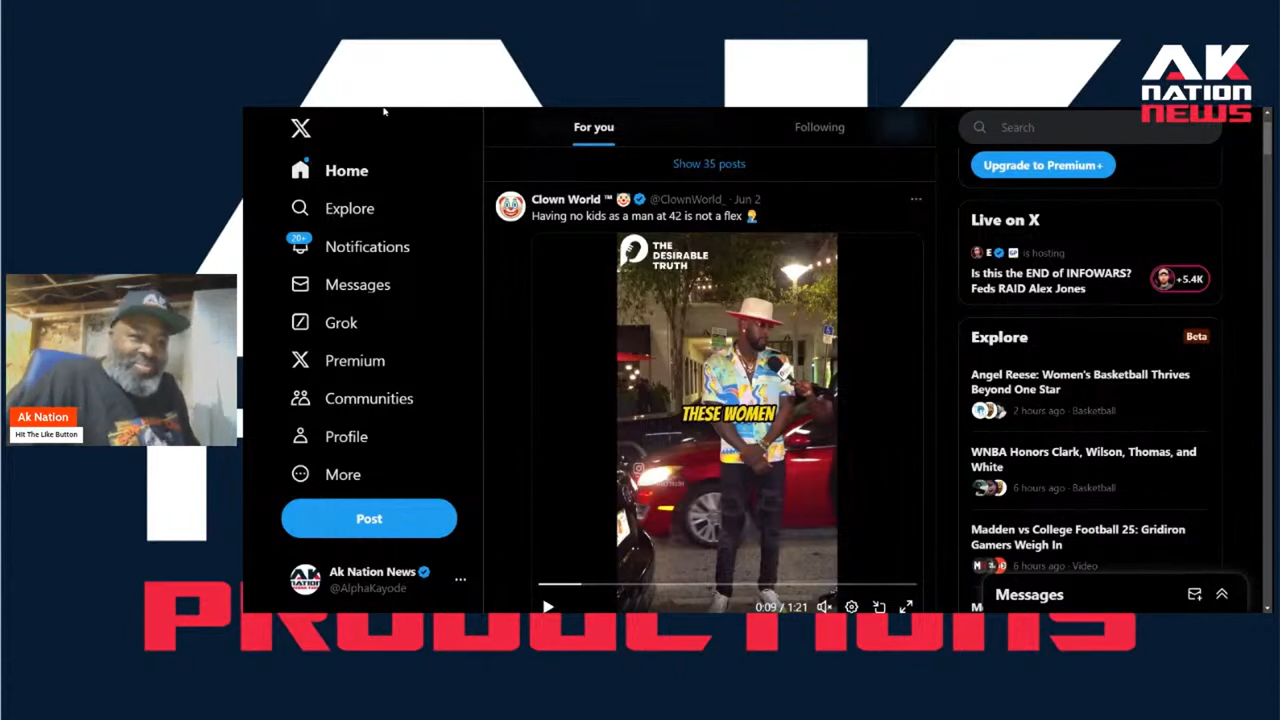 AK
NATION
NEWS
X
Home
Explore
20+
Notifications
Messages
Grok
Premium
Communities
Profile
More
Post
Ak Nation News
@AlphaKayode
For you
Following
Show 35 posts
Clown World ™ 🤡 @ClownWorld_ · Jun 2
Having no kids as a man at 42 is not a flex 🤦‍♂️
THE
DESIRABLE
TRUTH
THESE WOMEN
0:09 / 1:21
Search
Upgrade to Premium+
Live on X
E is hosting
Is this the END of INFOWARS?
Feds RAID Alex Jones
+5.4K
Explore
Beta
Angel Reese: Women's Basketball Thrives
Beyond One Star
2 hours ago · Basketball
WNBA Honors Clark, Wilson, Thomas, and
White
6 hours ago · Basketball
Madden vs College Football 25: Gridiron
Gamers Weigh In
6 hours ago · Video
Messages
Ak Nation
Hit The Like Button
PRODUCTIONS